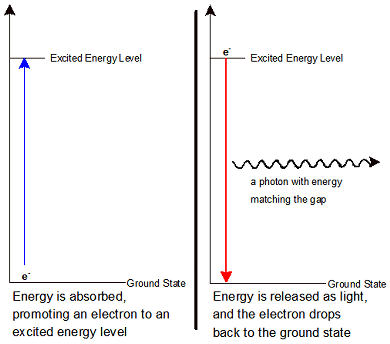 Excited Energy Level
e-
Ground State
Energy is absorbed,
promoting an electron to an
excited energy level
e-
Excited Energy Level
a photon with energy
matching the gap
Ground State
Energy is released as light,
and the electron drops
back to the ground state